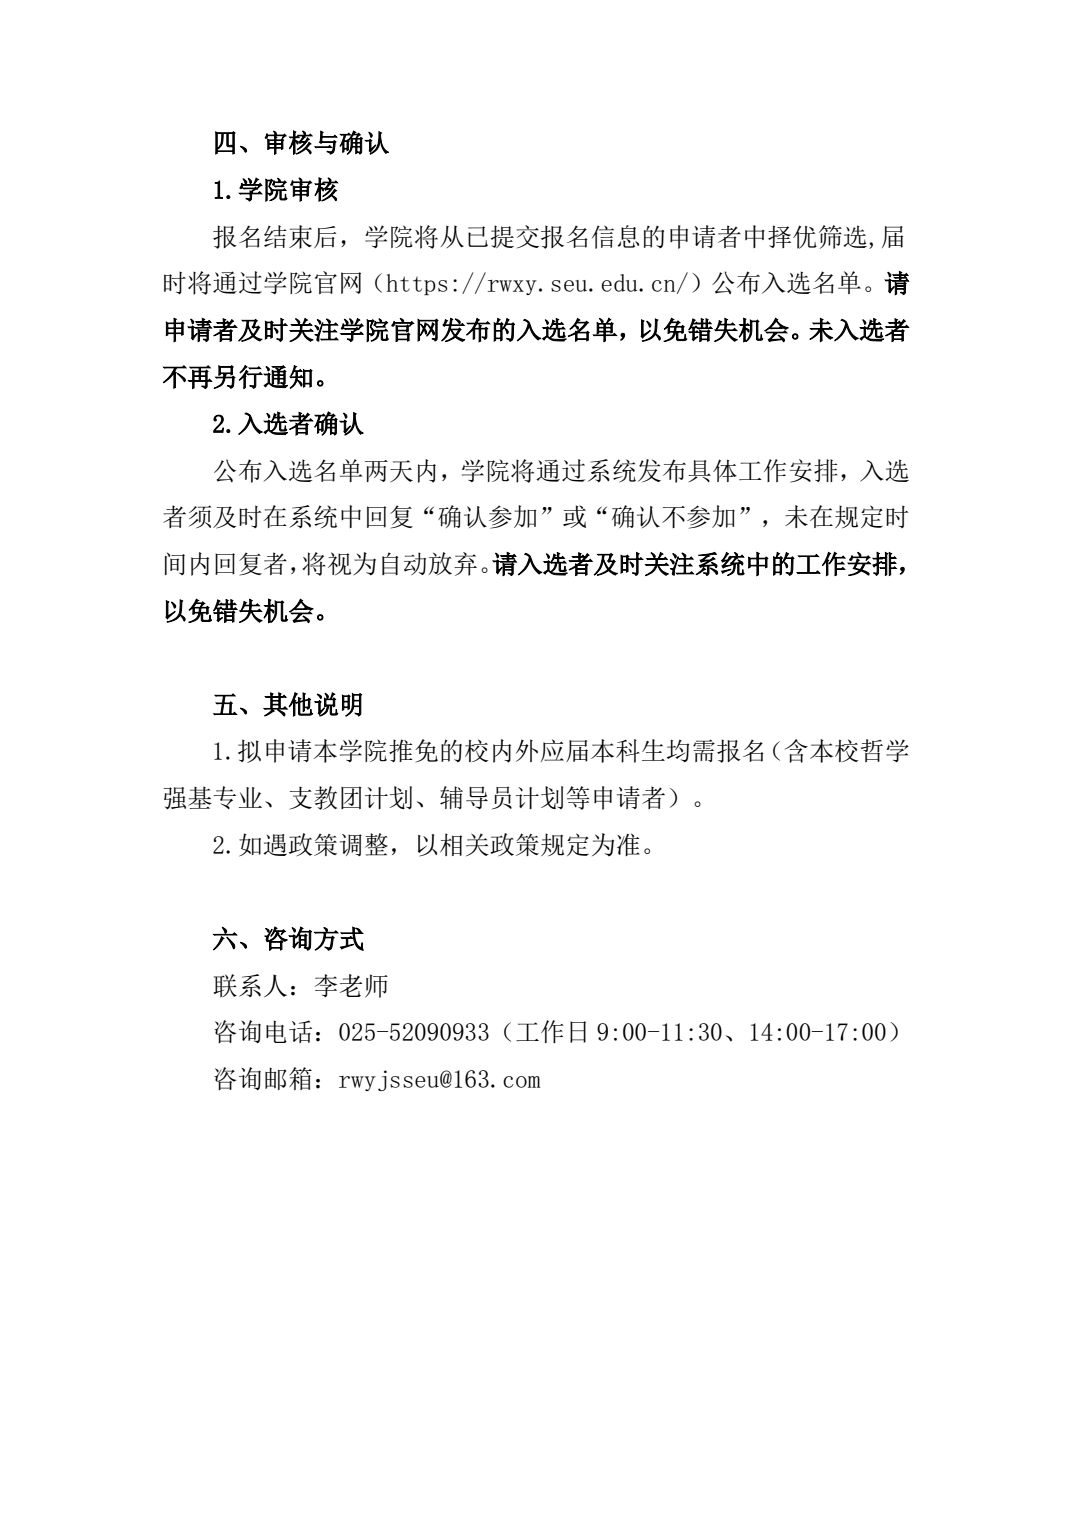 四、审核与确认
1.学院审核
报名结束后，学院将从已提交报名信息的申请者中择优筛选,届
时将通过学院官网（https://rwxy.seu.edu.cn/）公布入选名单。请
申请者及时关注学院官网发布的入选名单，以免错失机会。未入选者
不再另行通知。
2.入选者确认
公布入选名单两天内，学院将通过系统发布具体工作安排，入选
者须及时在系统中回复“确认参加”或“确认不参加”，未在规定时
间内回复者，将视为自动放弃。请入选者及时关注系统中的工作安排，
以免错失机会。
五、其他说明
1.拟申请本学院推免的校内外应届本科生均需报名（含本校哲学
强基专业、支教团计划、辅导员计划等申请者）。
2.如遇政策调整，以相关政策规定为准。
六、咨询方式
联系人：李老师
咨询电话：025-52090933（工作日 9:00-11:30、14:00-17:00）
咨询邮箱：rwyjsseu@163.com